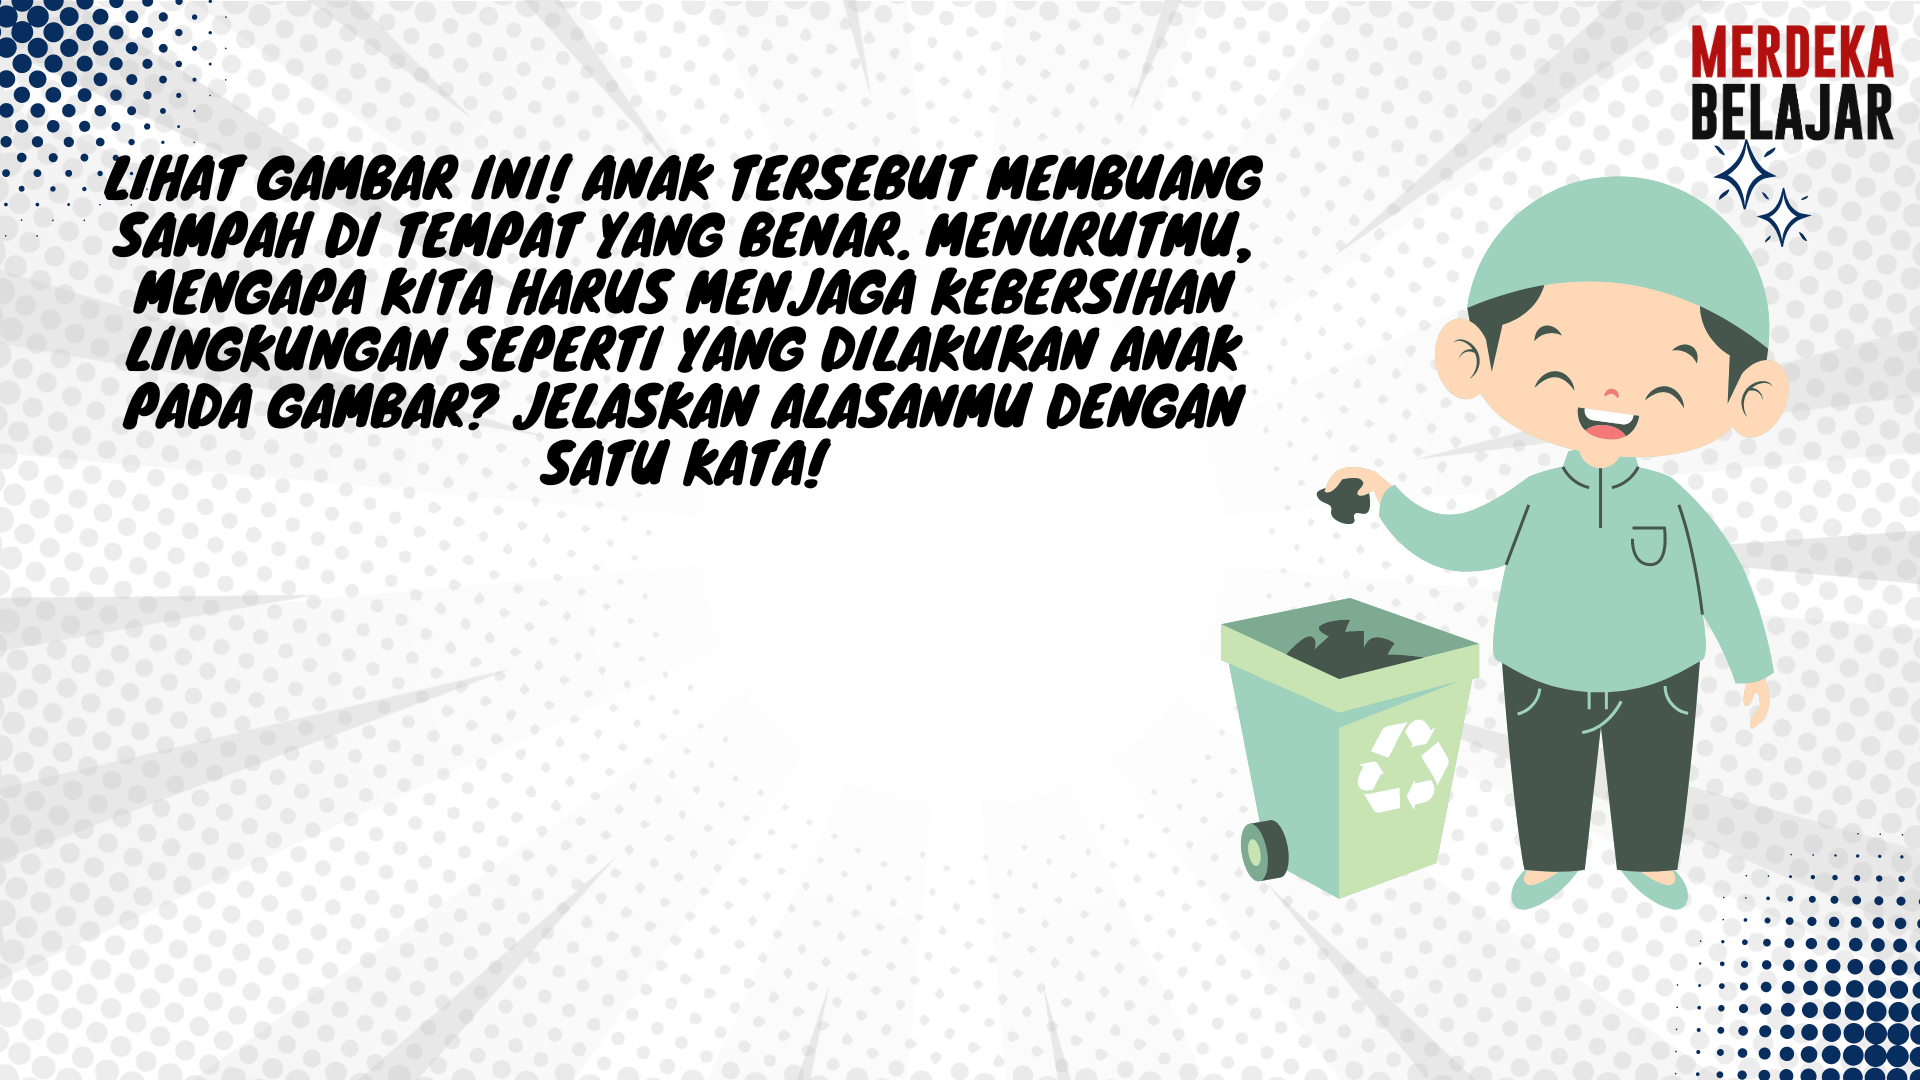 MERDEKA
BELAJAR
LIHAT GAMBAR INI! ANAK TERSEBUT MEMBUANG
SAMPAH DI TEMPAT YANG BENAR. MENURUTMU,
MENGAPA KITA HARUS MENJAGA KEBERSIHAN
LINGKUNGAN SEPERTI YANG DILAKUKAN ANAK
PADA GAMBAR? JELASKAN ALASANMU DENGAN
SATU KATA!